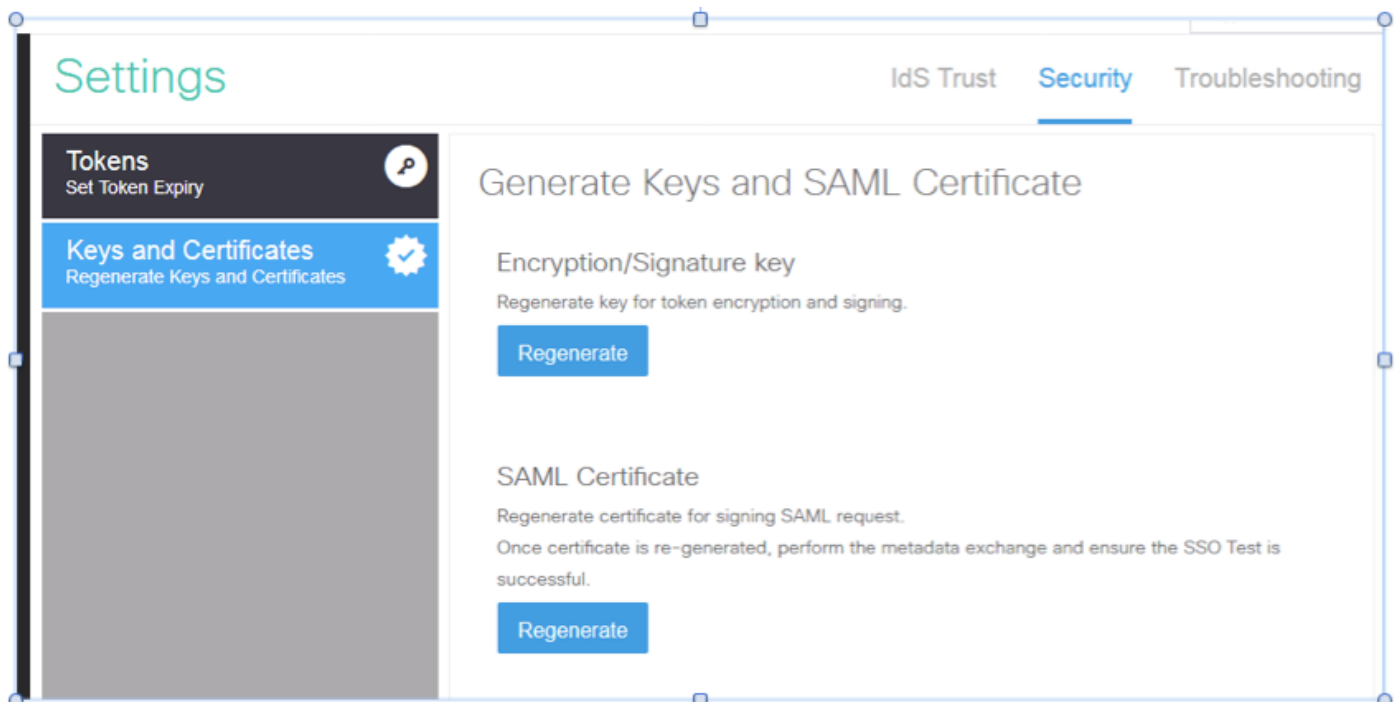 Settings
IdS Trust Security Troubleshooting
Tokens
Set Token Expiry
Keys and Certificates
Regenerate Keys and Certificates
Generate Keys and SAML Certificate
Encryption/Signature key
Regenerate key for token encryption and signing.
Regenerate
SAML Certificate
Regenerate certificate for signing SAML request.
Once certificate is re-generated, perform the metadata exchange and ensure the SSO Test is
successful.
Regenerate